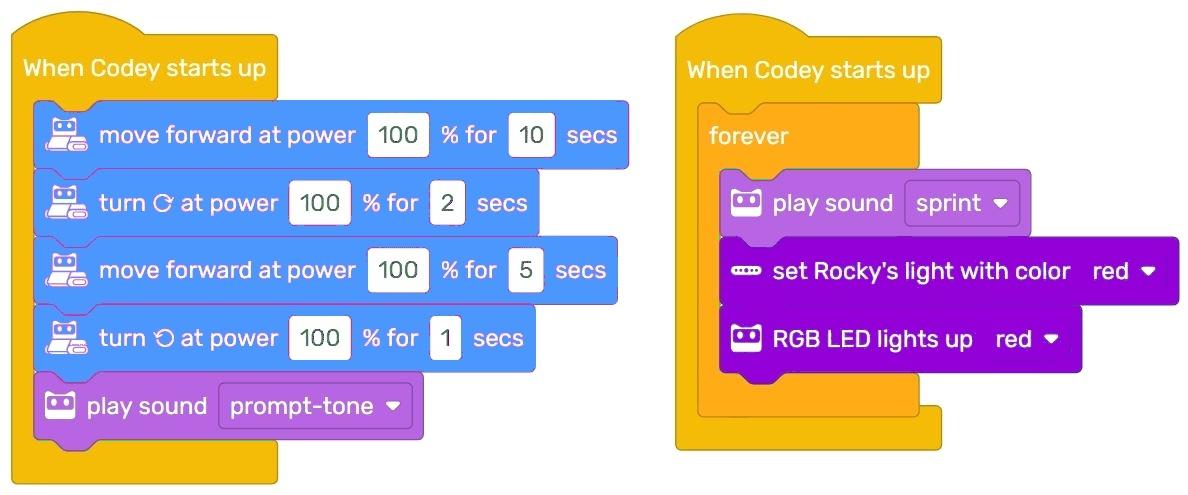 When Codey starts up
move forward at power 100 % for 10 secs
turn at power 100 % for 2 secs
move forward at power 100 % for 5 secs
turn at power 100 % for 1 secs
play sound prompt-tone
When Codey starts up
forever
play sound sprint
set Rocky's light with color red
RGB LED lights up red